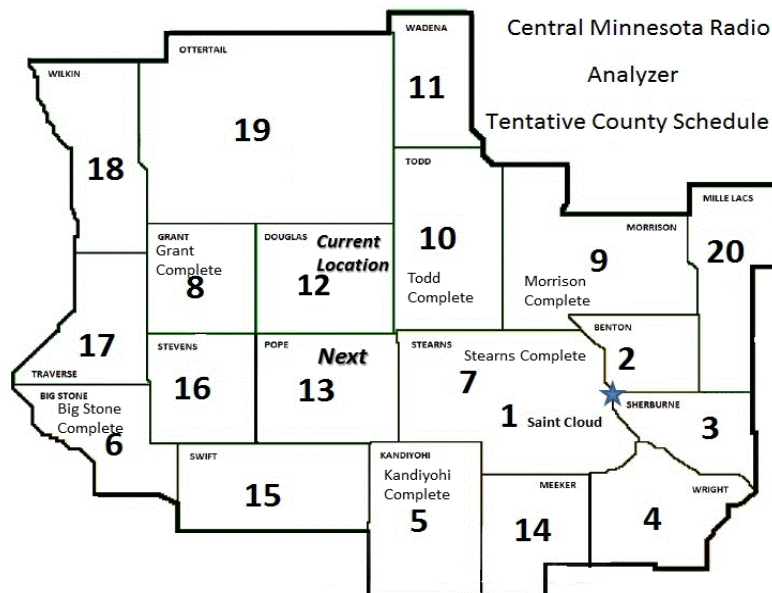 Central Minnesota Radio
Analyzer
Tentative County Schedule
WADENA
11
OTTERTAIL
19
WILKIN
18
TODD
10
Todd
Complete
MILLE LACS
20
MORRISON
9
Morrison
Complete
GRANT
Grant
Complete
8
DOUGLAS
Current
Location
12
BENTON
2
17
TRAVERSE
STEVENS
16
POPE
Next
13
STEARNS
Stearns Complete
7
1 Saint Cloud
SHERBURNE
3
BIG STONE
Big Stone
Complete
6
SWIFT
15
KANDIYOHI
Kandiyohi
Complete
5
MEEKER
14
WRIGHT
4